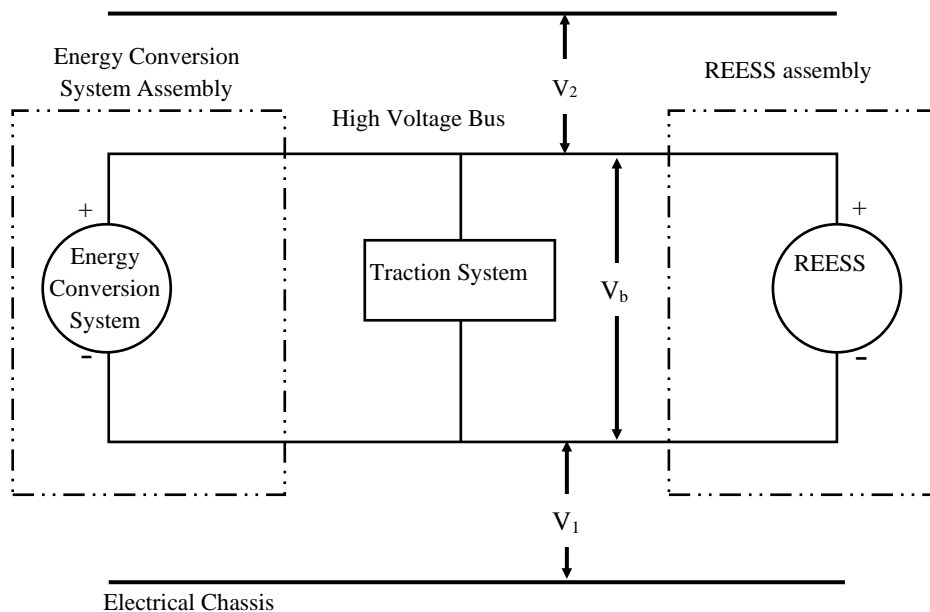 Energy Conversion
System Assembly
V₂
REESS assembly
High Voltage Bus
+
+
Energy
Conversion
System
Traction System
V_b
REESS
-
-
V₁
Electrical Chassis